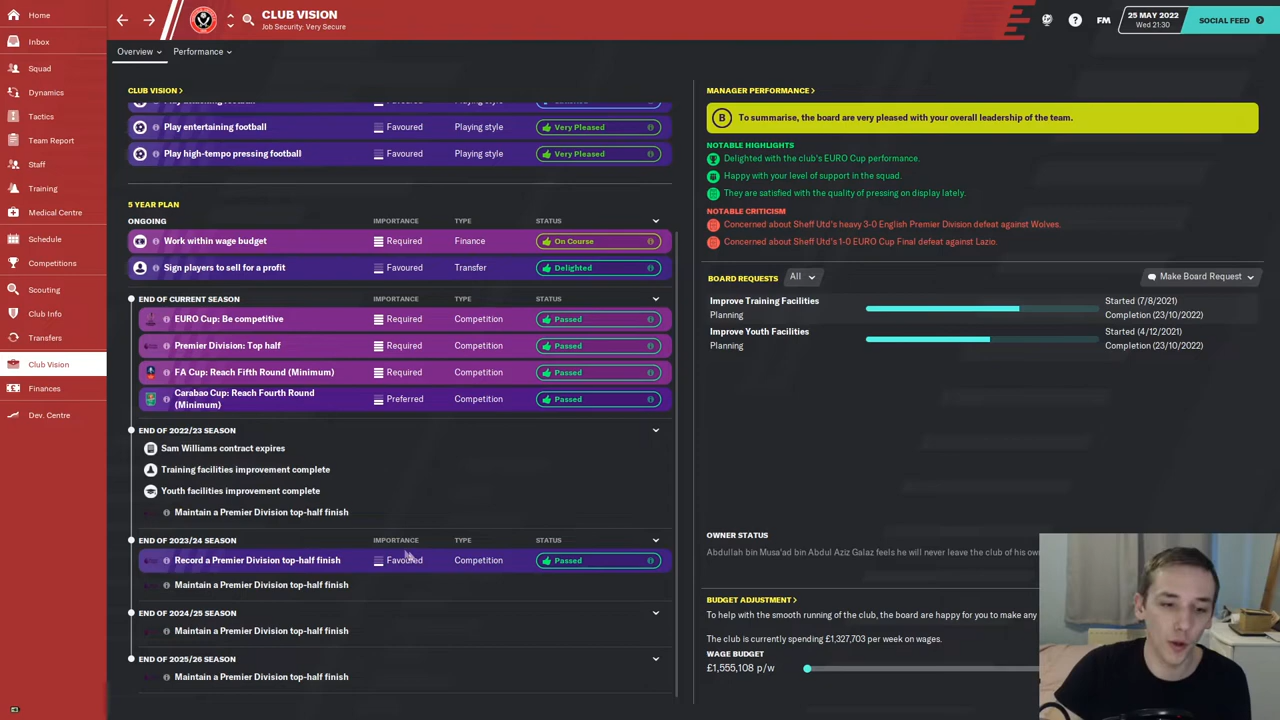 Home
Inbox
Squad
Dynamics
Tactics
Team Report
Staff
Training
Medical Centre
Schedule
Competitions
Scouting
Club Info
Transfers
Club Vision
Finances
Dev. Centre
CLUB VISION
Job Security: Very Secure
FM
25 MAY 2022
Wed 21:30
SOCIAL FEED
Overview
Performance
CLUB VISION >
Play entertaining football Favoured Playing style Very Pleased
Play high-tempo pressing football Favoured Playing style Very Pleased
5 YEAR PLAN
ONGOING IMPORTANCE TYPE STATUS
Work within wage budget Required Finance On Course
Sign players to sell for a profit Favoured Transfer Delighted
END OF CURRENT SEASON IMPORTANCE TYPE STATUS
EURO Cup: Be competitive Required Competition Passed
Premier Division: Top half Required Competition Passed
FA Cup: Reach Fifth Round (Minimum) Required Competition Passed
Carabao Cup: Reach Fourth Round
(Minimum) Preferred Competition Passed
END OF 2022/23 SEASON
Sam Williams contract expires
Training facilities improvement complete
Youth facilities improvement complete
Maintain a Premier Division top-half finish
END OF 2023/24 SEASON IMPORTANCE TYPE STATUS
Record a Premier Division top-half finish Favoured Competition Passed
Maintain a Premier Division top-half finish
END OF 2024/25 SEASON
Maintain a Premier Division top-half finish
END OF 2025/26 SEASON
Maintain a Premier Division top-half finish
MANAGER PERFORMANCE >
B To summarise, the board are very pleased with your overall leadership of the team.
NOTABLE HIGHLIGHTS
Delighted with the club's EURO Cup performance.
Happy with your level of support in the squad.
They are satisfied with the quality of pressing on display lately.
NOTABLE CRITICISM
Concerned about Sheff Utd's heavy 3-0 English Premier Division defeat against Wolves.
Concerned about Sheff Utd's 1-0 EURO Cup Final defeat against Lazio.
BOARD REQUESTS All Make Board Request
Improve Training Facilities Started (7/8/2021)
Planning Completion (23/10/2022)
Improve Youth Facilities Started (4/12/2021)
Planning Completion (23/10/2022)
OWNER STATUS
Abdullah bin Musa'ad bin Abdul Aziz Galaz feels he will never leave the club of his own
BUDGET ADJUSTMENT >
To help with the smooth running of the club, the board are happy for you to make any
The club is currently spending £1,327,703 per week on wages.
WAGE BUDGET
£1,555,108 p/w